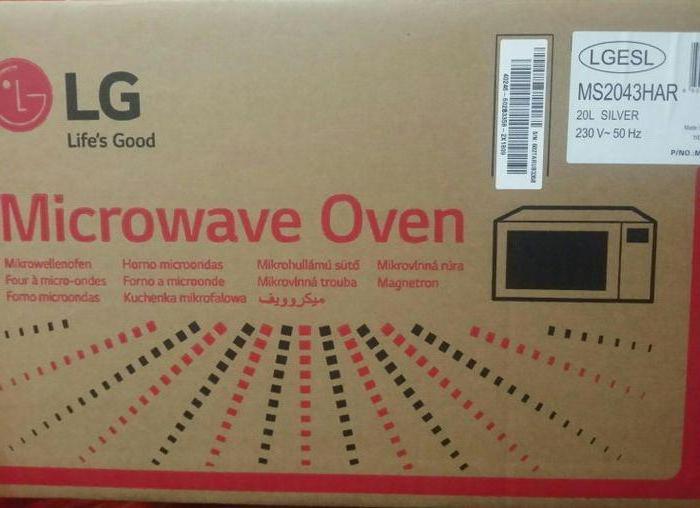 LG
Life's Good
LGESL
MS2043HAR
20L SILVER
230 V~ 50 Hz
P/NO.:M
Microwave Oven
Mikrowellenofen Horno microondas Mikrohullámú sütő Mikrovlnná rúra
Four à micro-ondes Forno a microonde Mikrovlnná trouba Magnetron
Forno microondas Kuchenka mikrofalowa ميكروويف